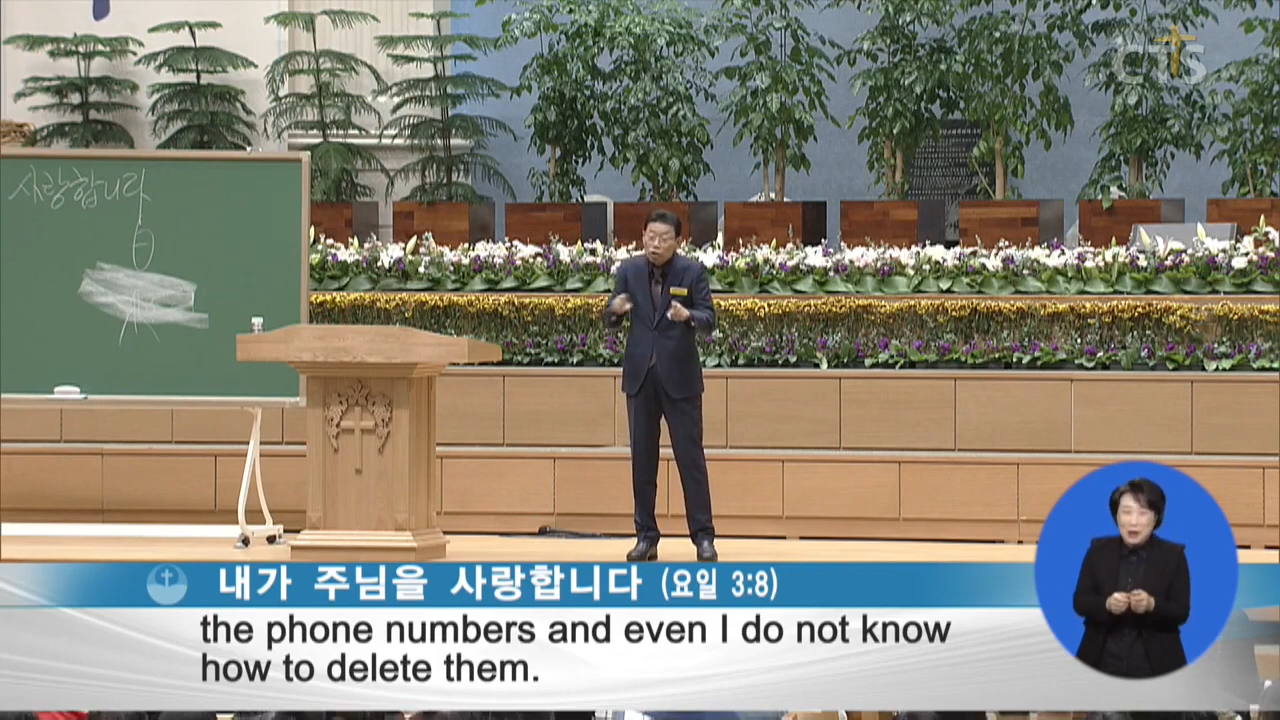 CTS
사랑합니다
내가 주님을 사랑합니다 (요일 3:8)
the phone numbers and even I do not know
how to delete them.